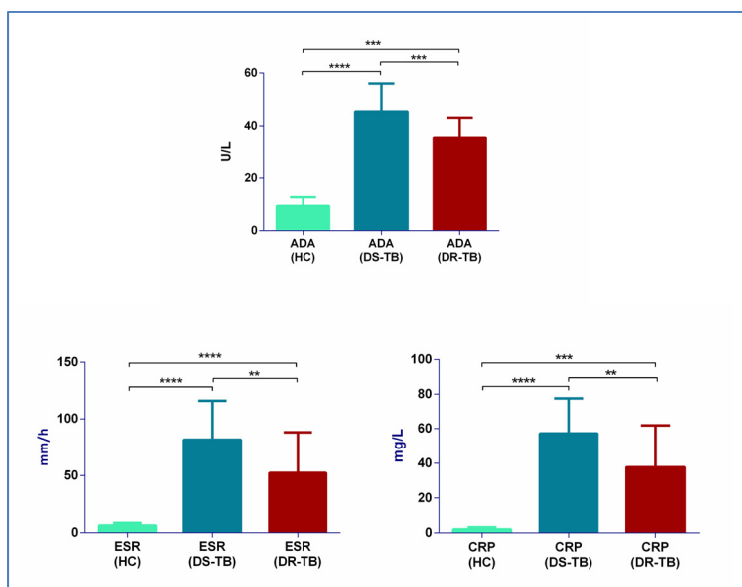 ***
**** ***
60
40
20
0
U/L
ADA ADA ADA
(HC) (DS-TB) (DR-TB)
****
**** **
150
100
50
0
mm/h
ESR ESR ESR
(HC) (DS-TB) (DR-TB)
***
**** **
100
80
60
40
20
0
mg/L
CRP CRP CRP
(HC) (DS-TB) (DR-TB)